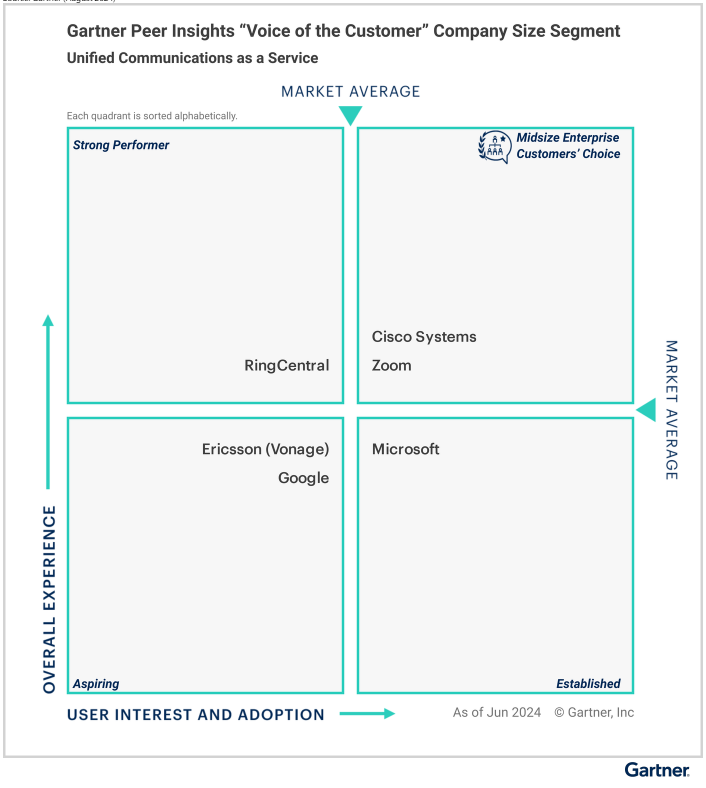 Source: Gartner (August 2024)
Gartner Peer Insights “Voice of the Customer” Company Size Segment
Unified Communications as a Service
MARKET AVERAGE
Each quadrant is sorted alphabetically.
Strong Performer
Midsize Enterprise
Customers’ Choice
Cisco Systems
RingCentral
Zoom
MARKET AVERAGE
Ericsson (Vonage)
Microsoft
Google
OVERALL EXPERIENCE
Aspiring
Established
USER INTEREST AND ADOPTION
As of Jun 2024 © Gartner, Inc
Gartner